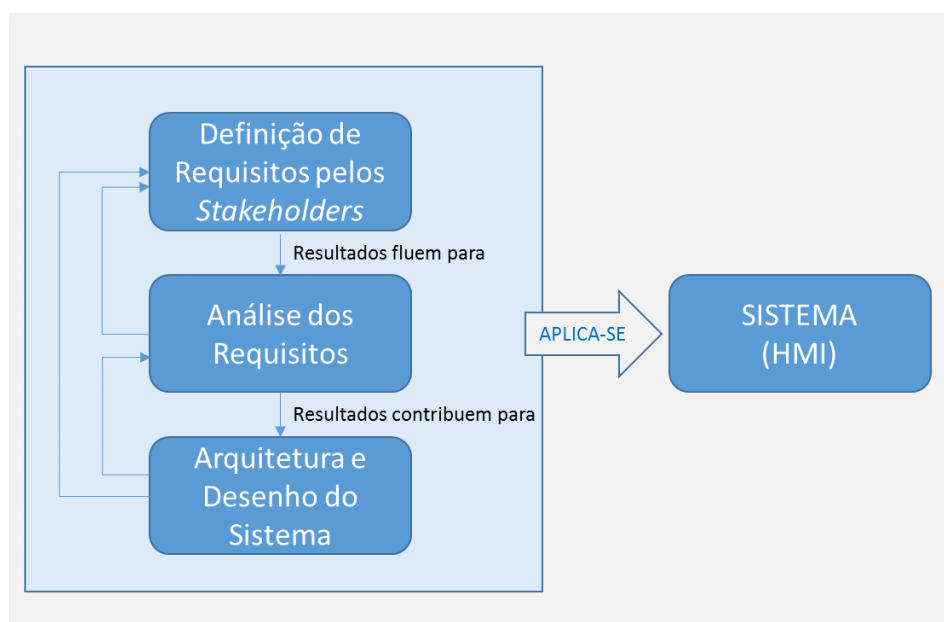 Definição de
Requisitos pelos
Stakeholders
Resultados fluem para
Análise dos
Requisitos
Resultados contribuem para
Arquitetura e
Desenho do
Sistema
APLICA-SE
SISTEMA
(HMI)